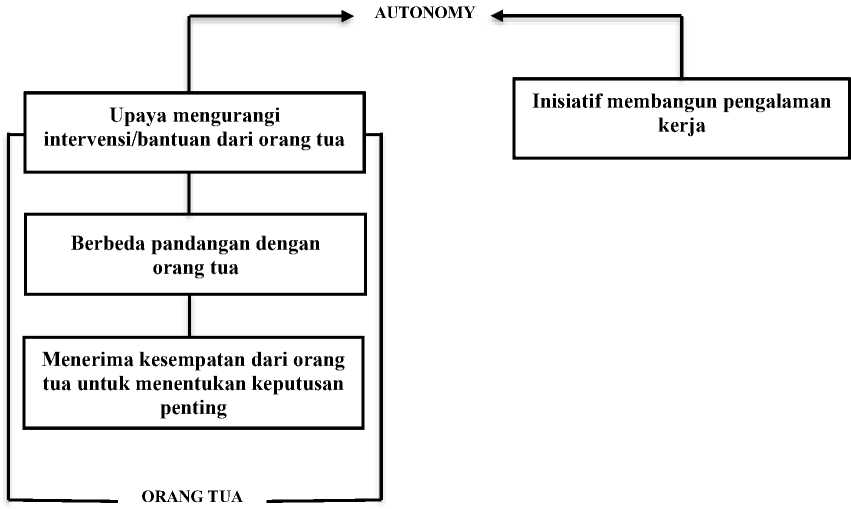 AUTONOMY
Upaya mengurangi
intervensi/bantuan dari orang tua
Inisiatif membangun pengalaman
kerja
Berbeda pandangan dengan
orang tua
Menerima kesempatan dari orang
tua untuk menentukan keputusan
penting
ORANG TUA